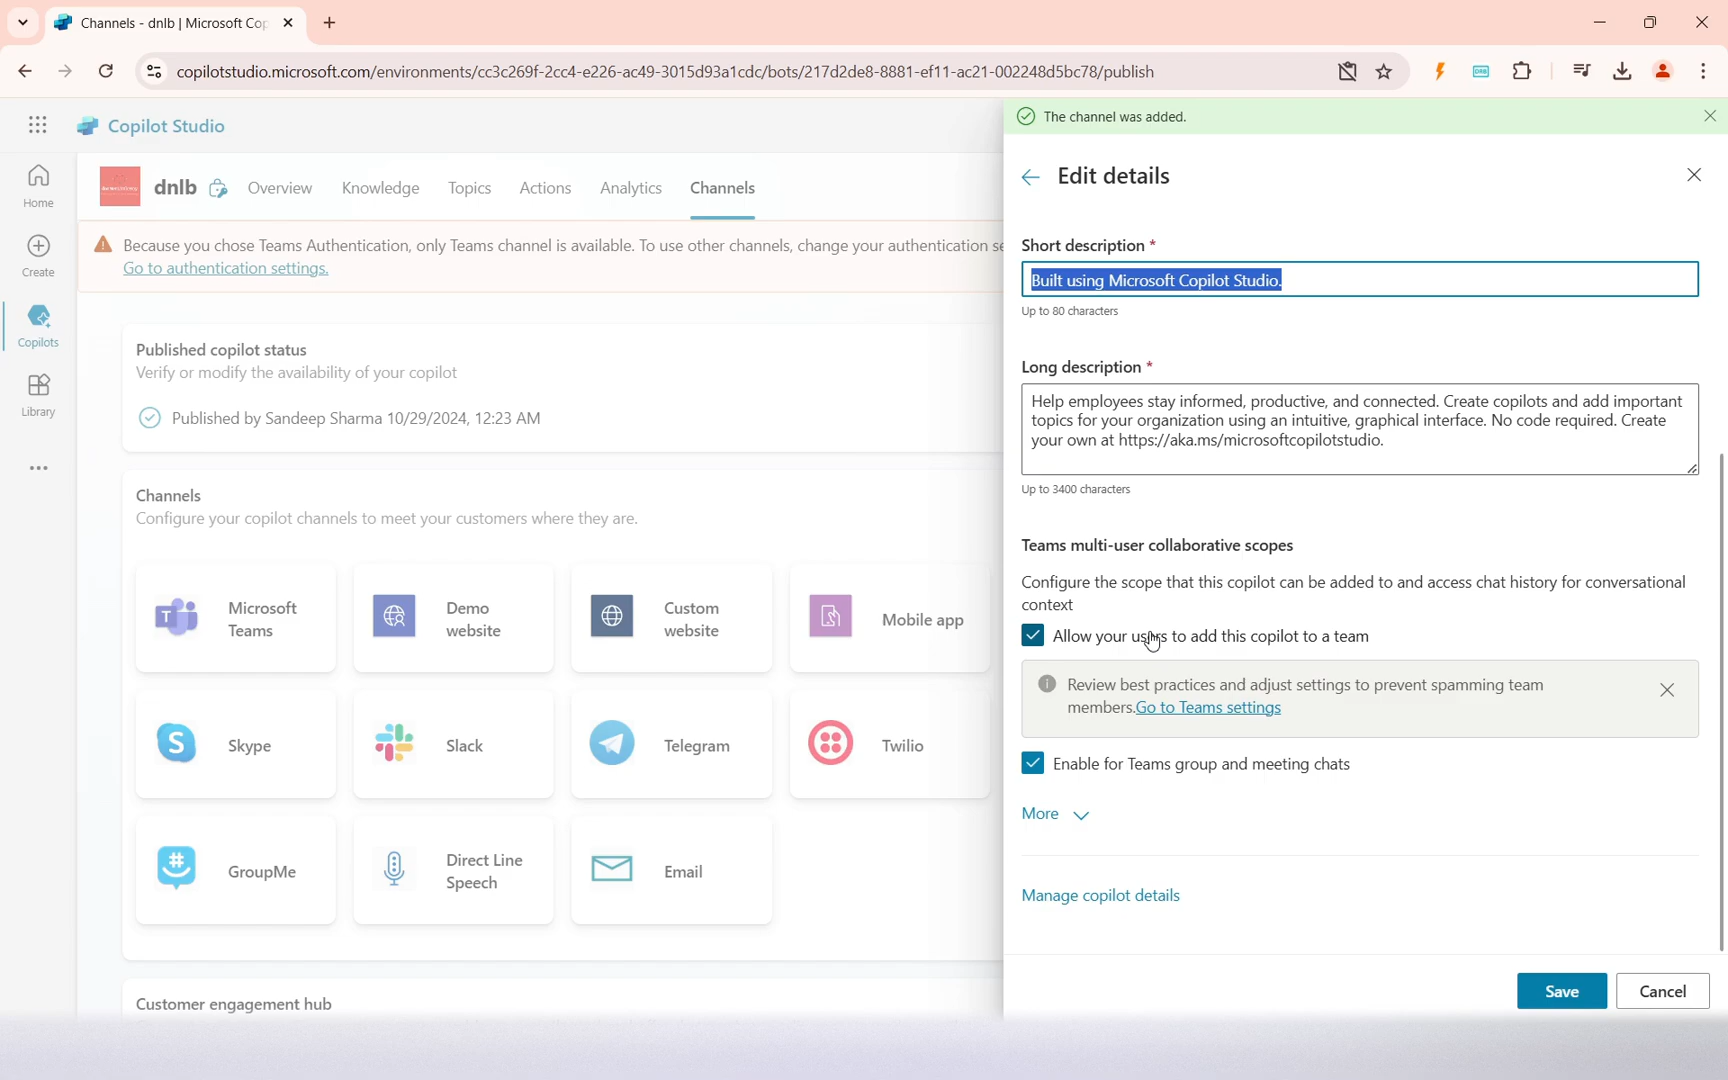 Channels - dnlb | Microsoft Cop
copilotstudio.microsoft.com/environments/cc3c269f-2cc4-e226-ac49-3015d93a1cdc/bots/217d2de8-8881-ef11-ac21-002248d5bc78/publish
Copilot Studio
Home
Create
Copilots
Library
dnlb
Overview
Knowledge
Topics
Actions
Analytics
Channels
Because you chose Teams Authentication, only Teams channel is available. To use other channels, change your authentication se
Go to authentication settings.
Published copilot status
Verify or modify the availability of your copilot
Published by Sandeep Sharma 10/29/2024, 12:23 AM
Channels
Configure your copilot channels to meet your customers where they are.
Microsoft
Teams
Demo
website
Custom
website
Mobile app
Skype
Slack
Telegram
Twilio
GroupMe
Direct Line
Speech
Email
Customer engagement hub
The channel was added.
Edit details
Short description *
Built using Microsoft Copilot Studio.
Up to 80 characters
Long description *
Help employees stay informed, productive, and connected. Create copilots and add important
topics for your organization using an intuitive, graphical interface. No code required. Create
your own at https://aka.ms/microsoftcopilotstudio.
Up to 3400 characters
Teams multi-user collaborative scopes
Configure the scope that this copilot can be added to and access chat history for conversational
context
Allow your users to add this copilot to a team
Review best practices and adjust settings to prevent spamming team
members.Go to Teams settings
Enable for Teams group and meeting chats
More
Manage copilot details
Save
Cancel